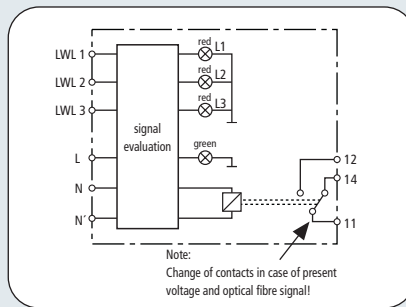 LWL 1
LWL 2
LWL 3
L
N
N´
signal
evaluation
red
L1
red
L2
red
L3
green
12
14
11
Note:
Change of contacts in case of present
voltage and optical fibre signal!